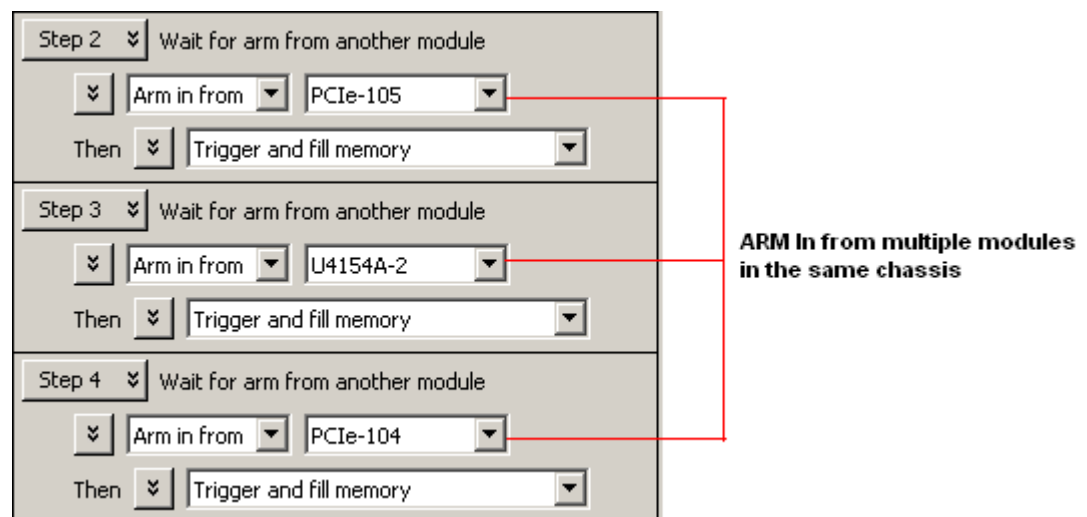 Step 2 Wait for arm from another module
Arm in from PCIe-105
Then Trigger and fill memory
Step 3 Wait for arm from another module
Arm in from U4154A-2
Then Trigger and fill memory
Step 4 Wait for arm from another module
Arm in from PCIe-104
Then Trigger and fill memory
ARM In from multiple modules
in the same chassis